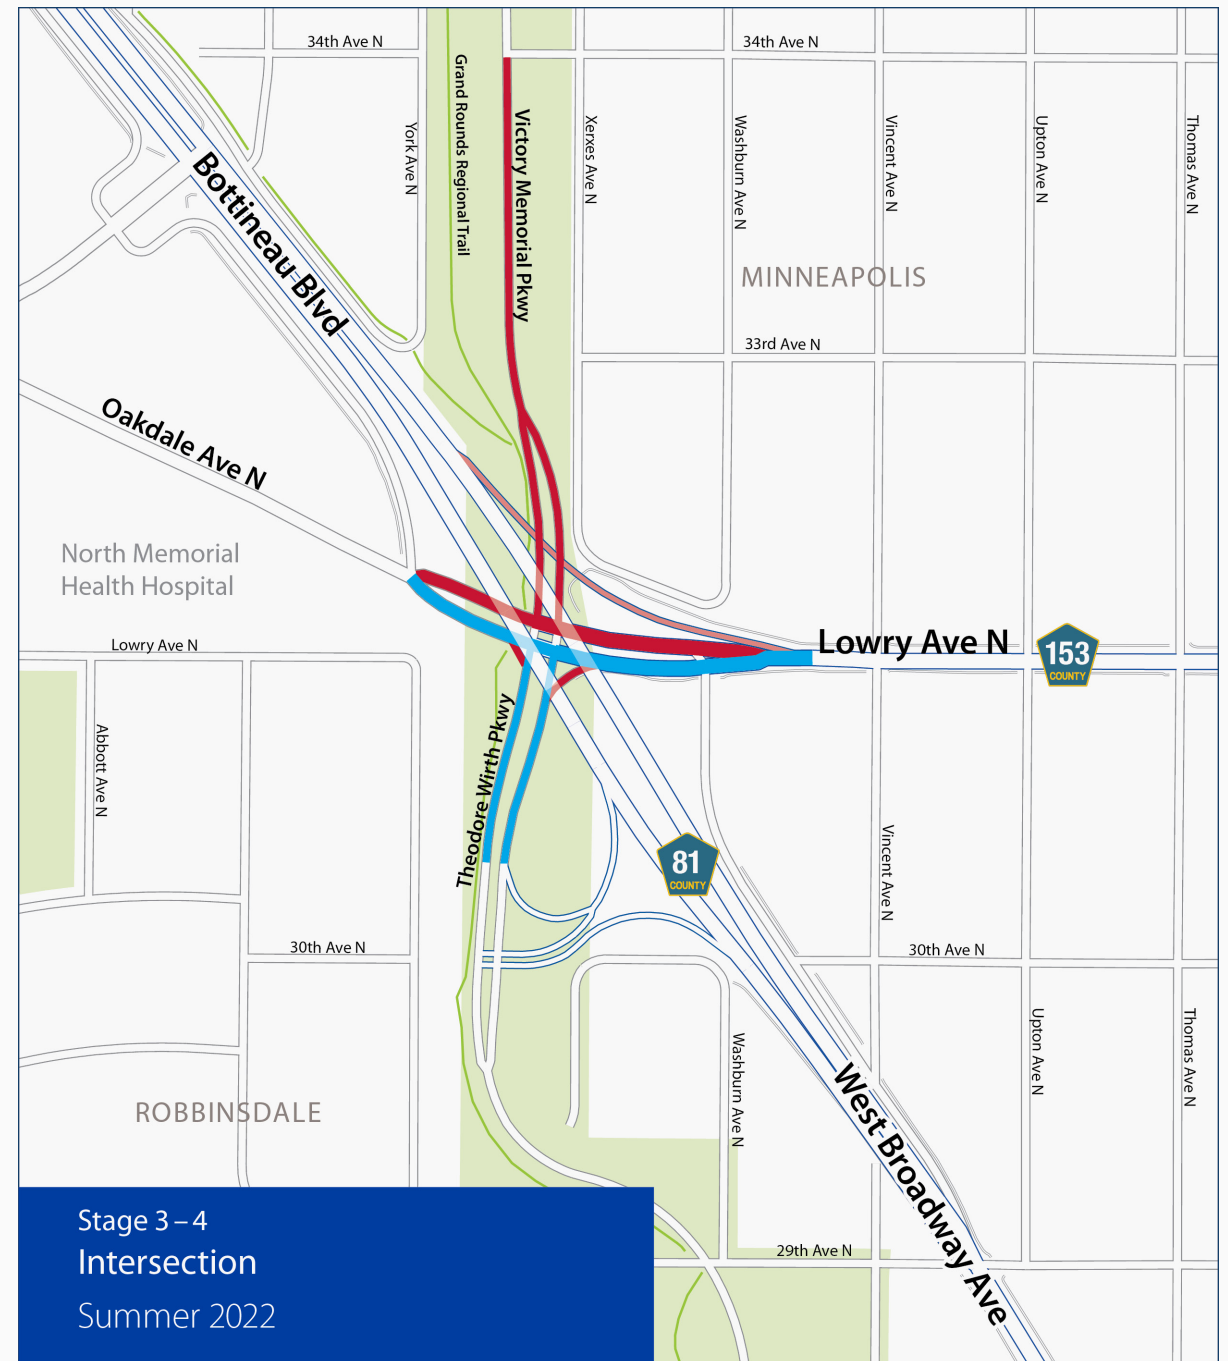 34th Ave N
34th Ave N
Grand Rounds Regional Trail
Victory Memorial Pkwy
York Ave N
Xerxes Ave N
Washburn Ave N
Vincent Ave N
Upton Ave N
Thomas Ave N
Bottineau Blvd
MINNEAPOLIS
33rd Ave N
Oakdale Ave N
North Memorial
Health Hospital
Lowry Ave N
Lowry Ave N
153
COUNTY
Abbott Ave N
Theodore Wirth Pkwy
81
COUNTY
Vincent Ave N
30th Ave N
30th Ave N
Upton Ave N
Thomas Ave N
Washburn Ave N
West Broadway Ave
ROBBINSDALE
29th Ave N
Stage 3 – 4
Intersection
Summer 2022